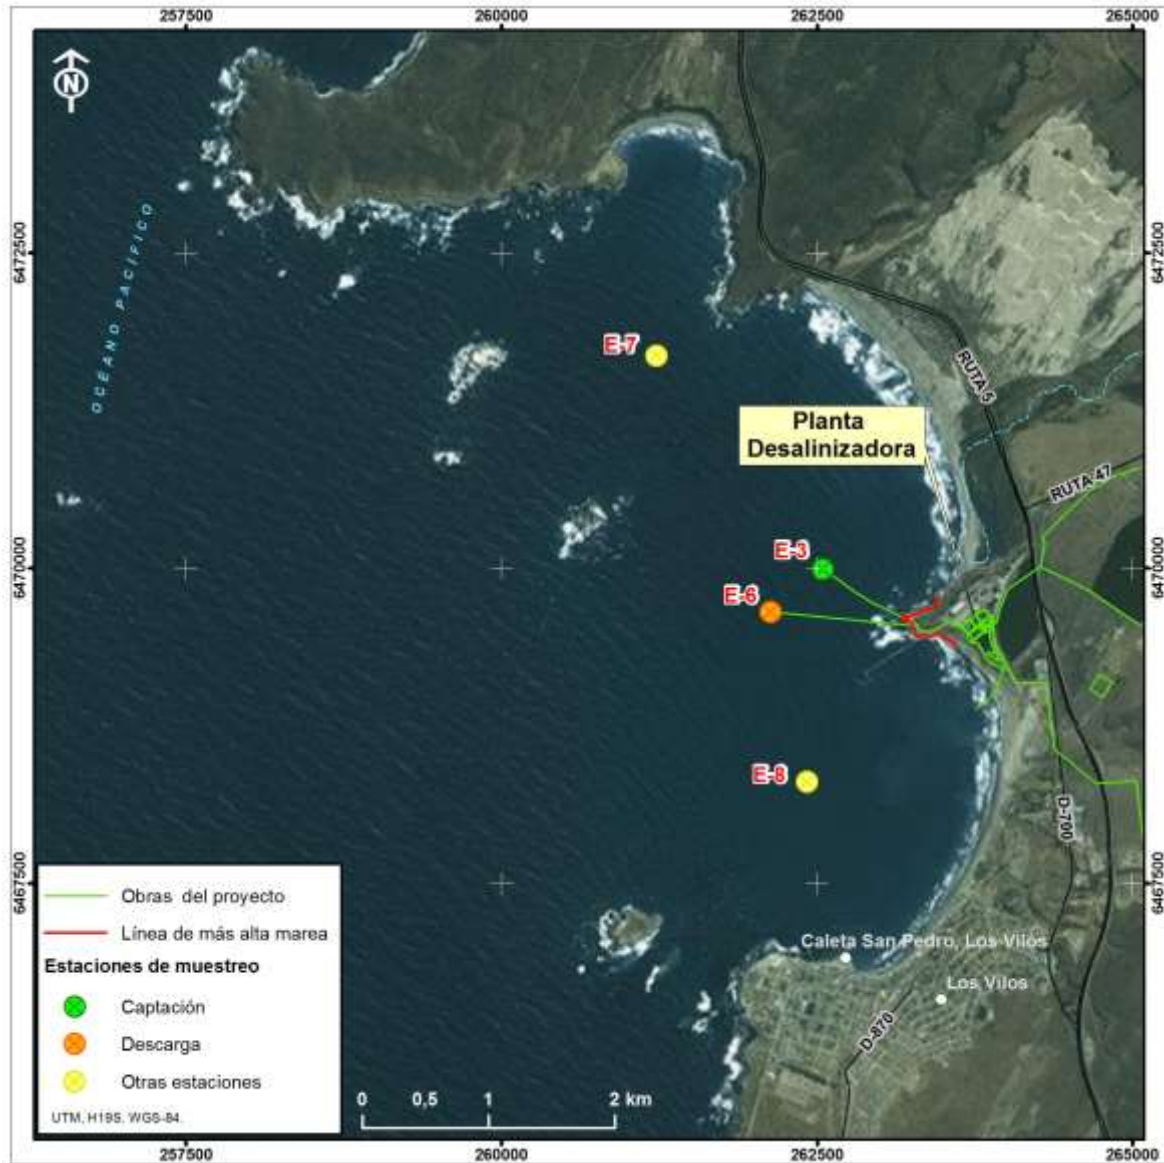 257500
260000
262500
265000
N
OCÉANO PACÍFICO
6472500
6472500
E-7
RUTA 5
Planta
Desalinizadora
RUTA 47
E-3
6470000
6470000
E-6
E-8
D-700
6467500
6467500
Obras del proyecto
Línea de más alta marea
Estaciones de muestreo
Captación
Descarga
Otras estaciones
UTM, H19S, WGS-84.
0 0,5 1 2 km
Caleta San Pedro, Los Vilos
Los Vilos
D-870
257500
260000
262500
265000